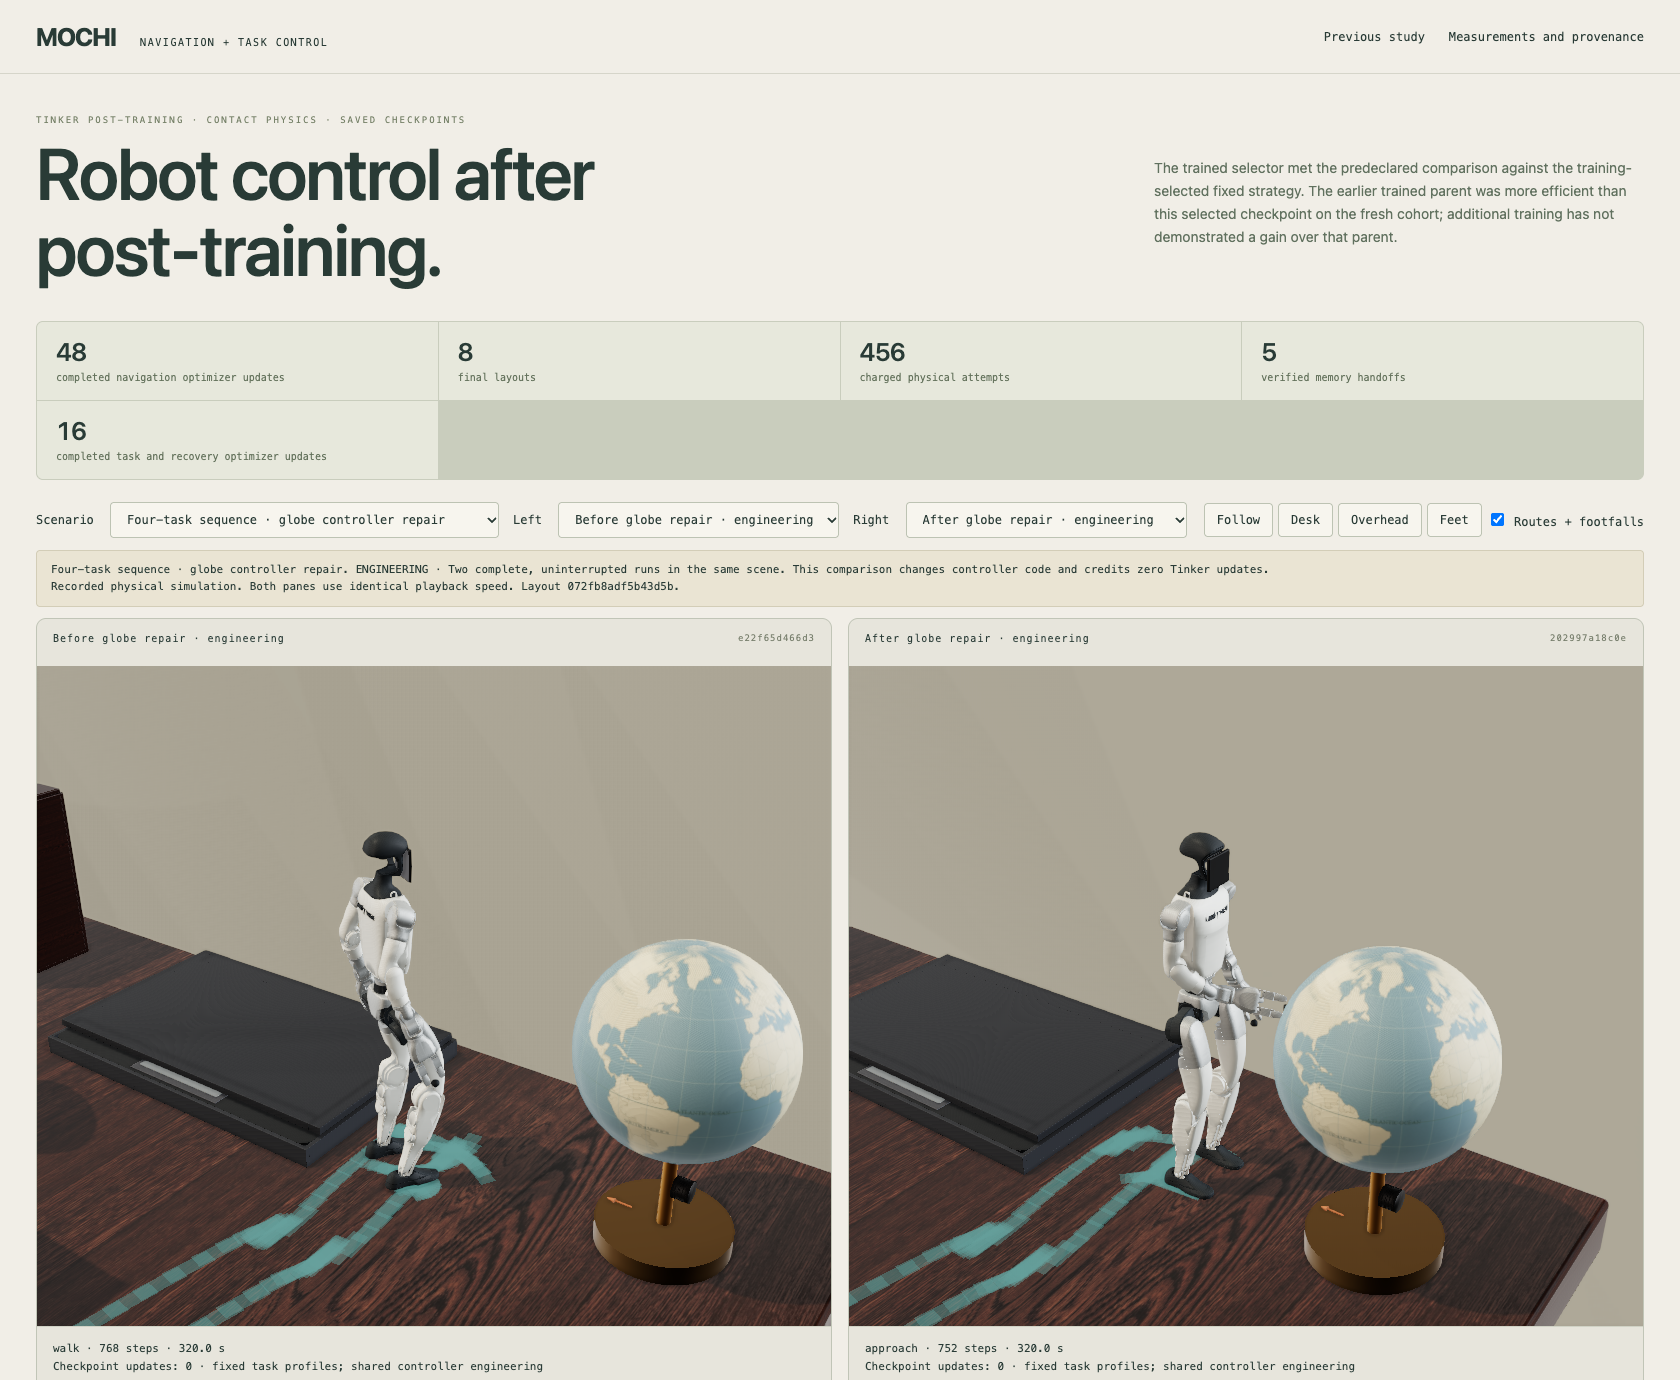 MOCHI NAVIGATION + TASK CONTROL
Previous study Measurements and provenance
TINKER POST-TRAINING · CONTACT PHYSICS · SAVED CHECKPOINTS
Robot control after
post-training.
The trained selector met the predeclared comparison against the training-
selected fixed strategy. The earlier trained parent was more efficient than
this selected checkpoint on the fresh cohort; additional training has not
demonstrated a gain over that parent.
48
completed navigation optimizer updates
8
final layouts
456
charged physical attempts
5
verified memory handoffs
16
completed task and recovery optimizer updates
Scenario Four-task sequence · globe controller repair Left Before globe repair · engineering Right After globe repair · engineering Follow Desk Overhead Feet Routes + footfalls
Four-task sequence · globe controller repair. ENGINEERING · Two complete, uninterrupted runs in the same scene. This comparison changes controller code and credits zero Tinker updates.
Recorded physical simulation. Both panes use identical playback speed. Layout 072fb8adf5b43d5b.
Before globe repair · engineering e22f65d466d3
After globe repair · engineering 202997a18c0e
walk · 768 steps · 320.0 s
Checkpoint updates: 0 · fixed task profiles; shared controller engineering
approach · 752 steps · 320.0 s
Checkpoint updates: 0 · fixed task profiles; shared controller engineering